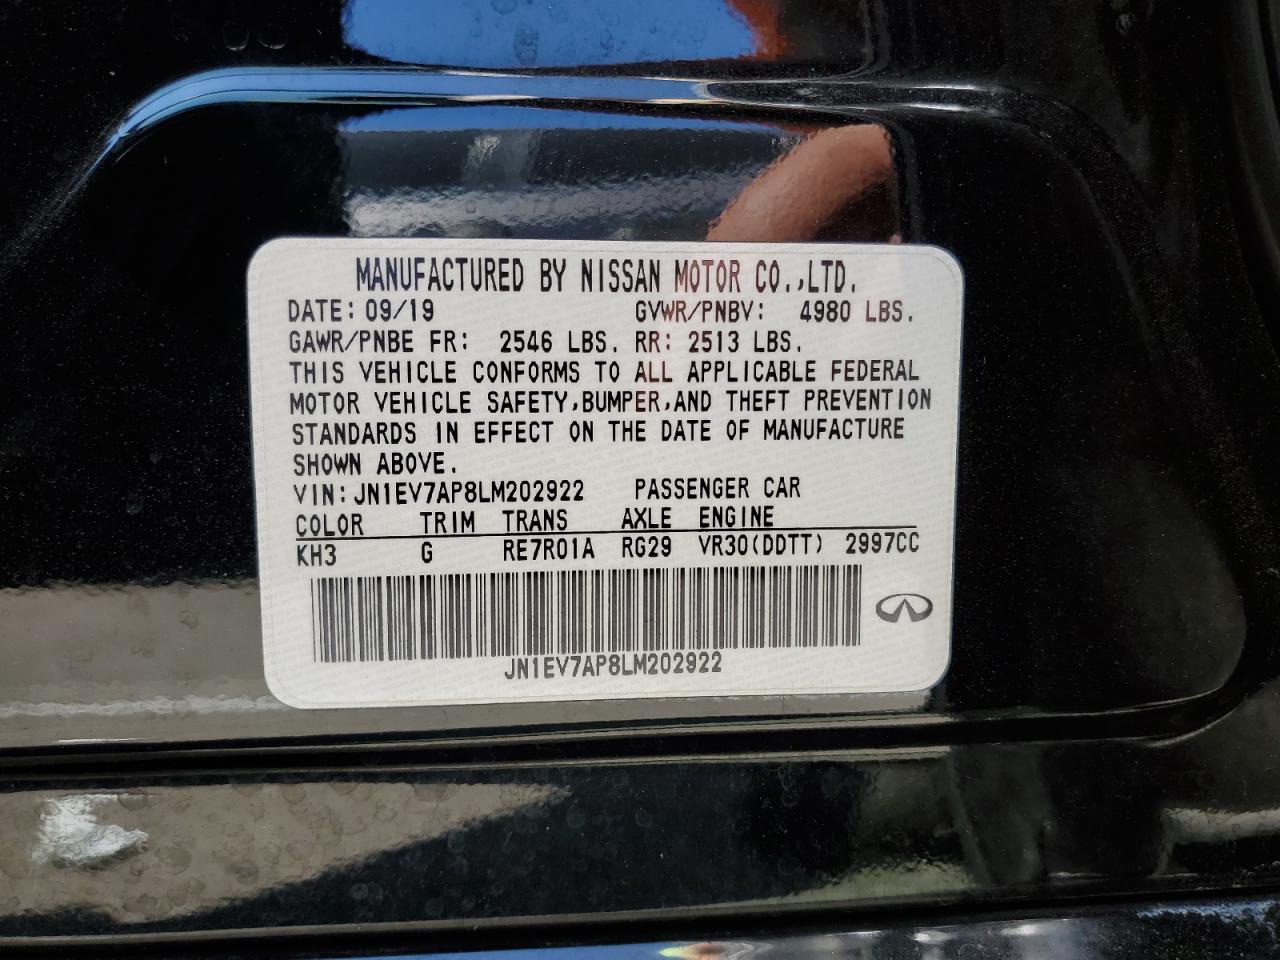 MANUFACTURED BY NISSAN MOTOR CO.,LTD.
DATE: 09/19 GVWR/PNBV: 4980 LBS.
GAWR/PNBE FR: 2546 LBS. RR: 2513 LBS.
THIS VEHICLE CONFORMS TO ALL APPLICABLE FEDERAL
MOTOR VEHICLE SAFETY,BUMPER,AND THEFT PREVENTION
STANDARDS IN EFFECT ON THE DATE OF MANUFACTURE
SHOWN ABOVE.
VIN: JN1EV7AP8LM202922 PASSENGER CAR
COLOR TRIM TRANS AXLE ENGINE
KH3 G RE7R01A RG29 VR30(DDTT) 2997CC
JN1EV7AP8LM202922